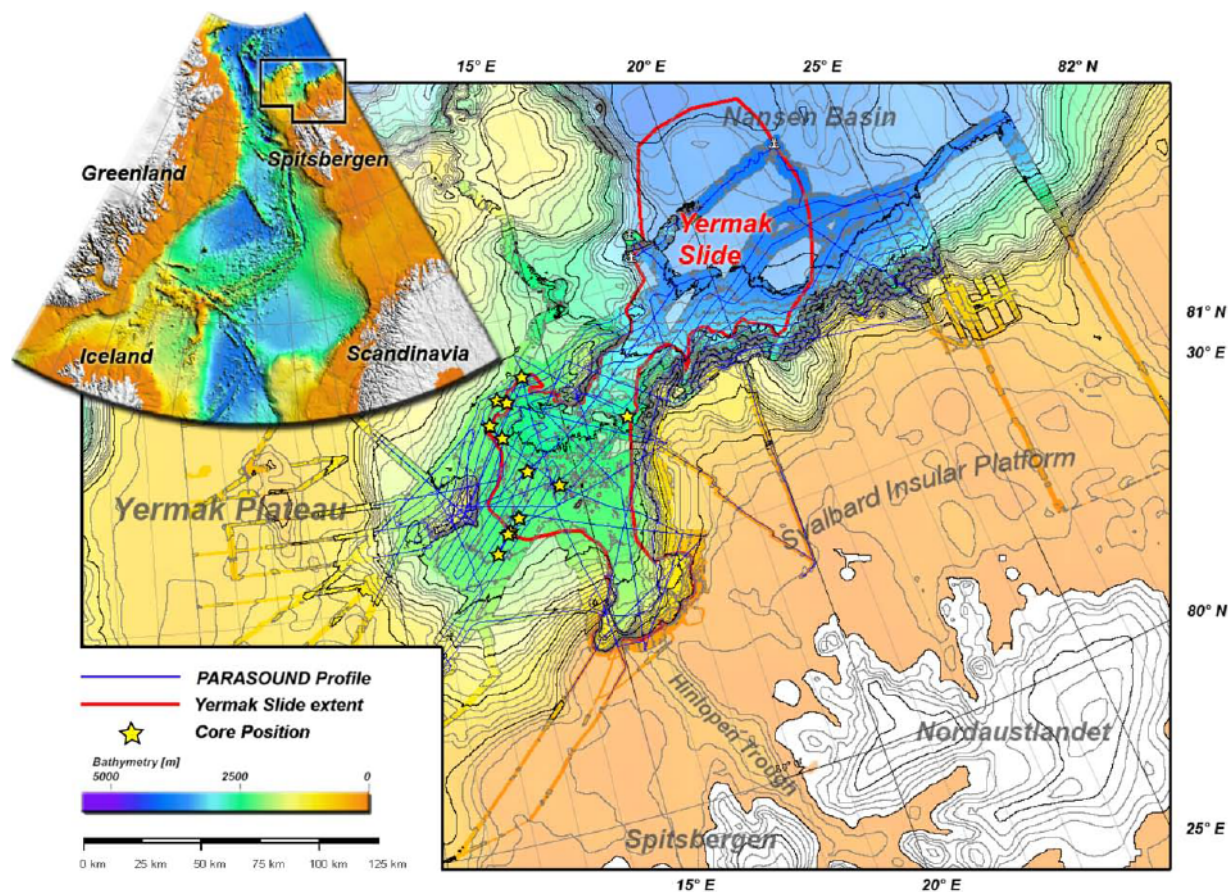 15° E
20° E
25° E
82° N
Nansen Basin
Greenland
Spitsbergen
Iceland
Scandinavia
Yermak
Slide
81° N
30° E
Yermak Plateau
Svalbard Insular Platform
80° N
Hinlopen Trough
Nordaustlandet
Spitsbergen
25° E
15° E
20° E
PARASOUND Profile
Yermak Slide extent
Core Position
Bathymetry [m]
5000
2500
0
0 km
25 km
50 km
75 km
100 km
125 km